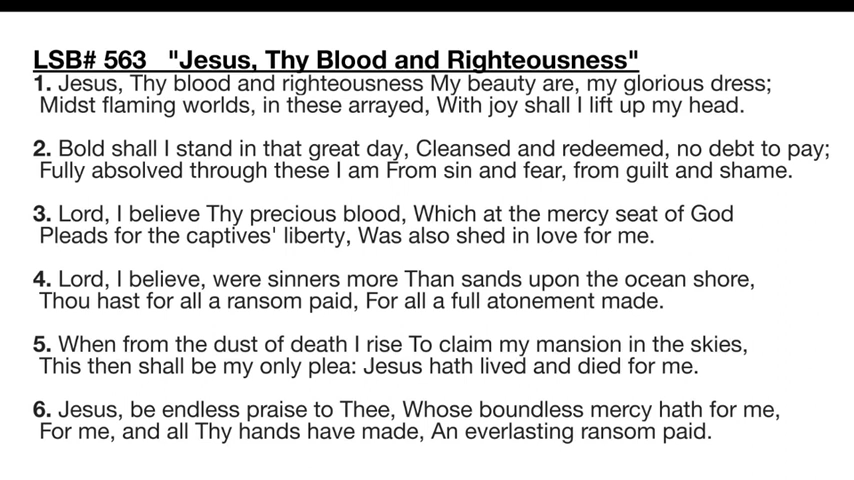 LSB# 563 "Jesus, Thy Blood and Righteousness"
1. Jesus, Thy blood and righteousness My beauty are, my glorious dress;
Midst flaming worlds, in these arrayed, With joy shall I lift up my head.
2. Bold shall I stand in that great day, Cleansed and redeemed, no debt to pay;
Fully absolved through these I am From sin and fear, from guilt and shame.
3. Lord, I believe Thy precious blood, Which at the mercy seat of God
Pleads for the captives' liberty, Was also shed in love for me.
4. Lord, I believe, were sinners more Than sands upon the ocean shore,
Thou hast for all a ransom paid, For all a full atonement made.
5. When from the dust of death I rise To claim my mansion in the skies,
This then shall be my only plea: Jesus hath lived and died for me.
6. Jesus, be endless praise to Thee, Whose boundless mercy hath for me,
For me, and all Thy hands have made, An everlasting ransom paid.